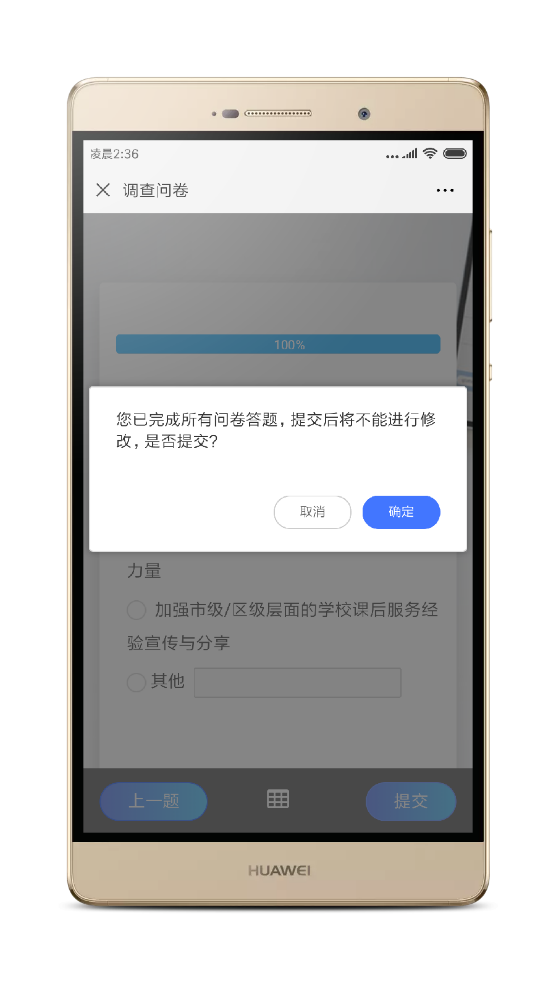 凌晨2:36
调查问卷
100%
您已完成所有问卷答题，提交后将不能进行修
改，是否提交？
取消
确定
力量
加强市级/区级层面的学校课后服务经
验宣传与分享
其他
上一题
提交
HUAWEI